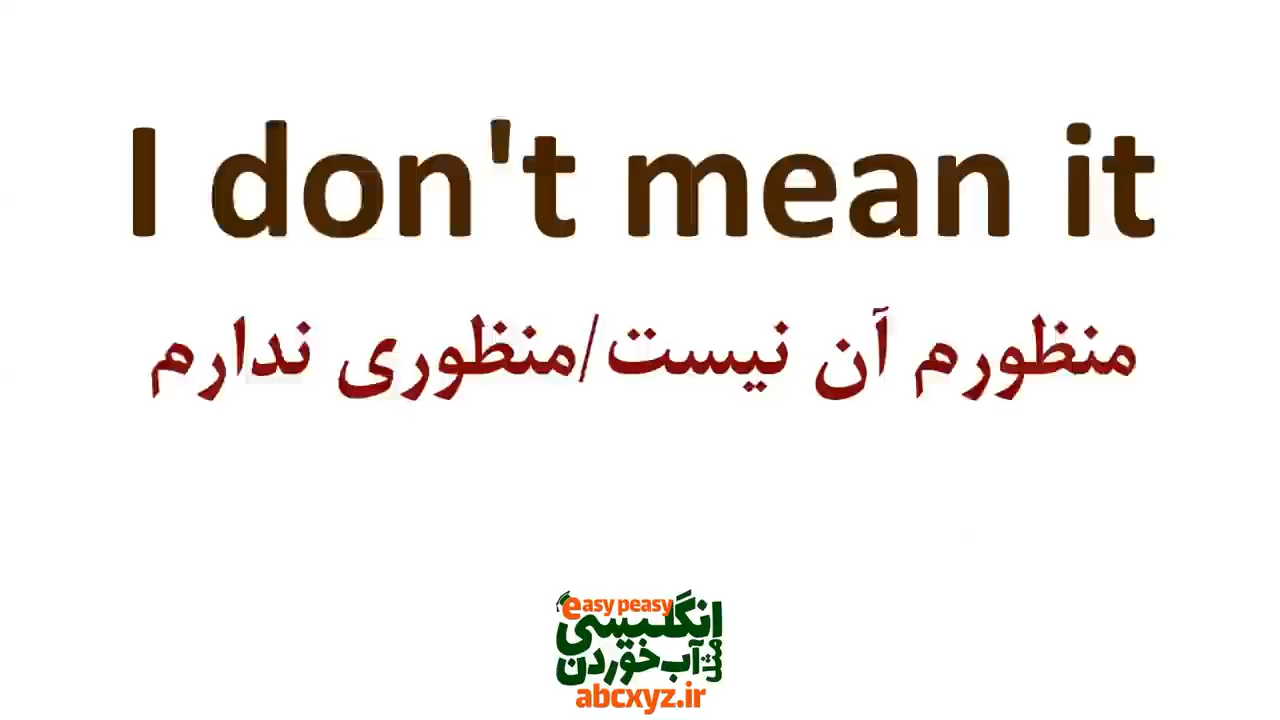 I don't mean it
منظورم آن نیست/منظوری ندارم
easy peasy
انگلیسی
مثل آب خوردن
abcxyz.ir